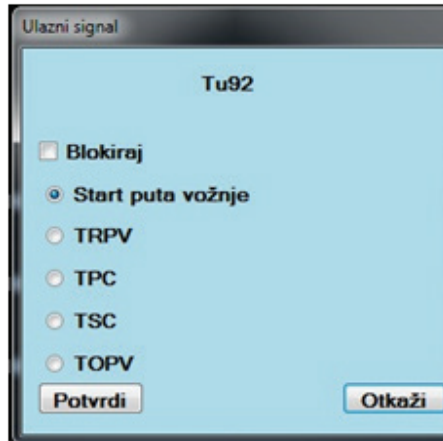 Ulazni signal
Tu92
Blokiraj
Start puta vožnje
TRPV
TPC
TSC
TOPV
Potvrdi Otkaži